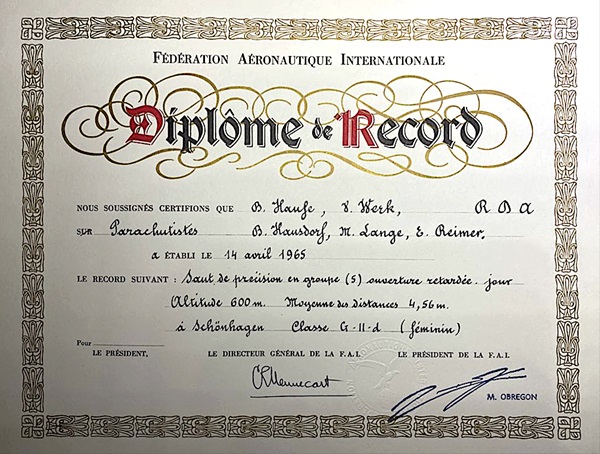 FÉDÉRATION AÉRONAUTIQUE INTERNATIONALE
Diplôme de Record
NOUS SOUSSIGNÉS CERTIFIONS QUE B. Haufe, V. Werk, R D A
SUR Parachutistes B. Hausdorf, M. Lange, E. Reimer.
a ÉTABLI LE 14 avril 1965
LE RECORD SUIVANT : Saut de précision en groupe (5) ouverture retardée. jour
Altitude 600 m. Moyenne des Distances 4,56 m.
à Schönhagen Classe G-II-d (féminin)
Pour
LE PRÉSIDENT, LE DIRECTEUR GÉNÉRAL DE LA F.A.I. LE PRÉSIDENT DE LA F.A.I.
M. OBREGON